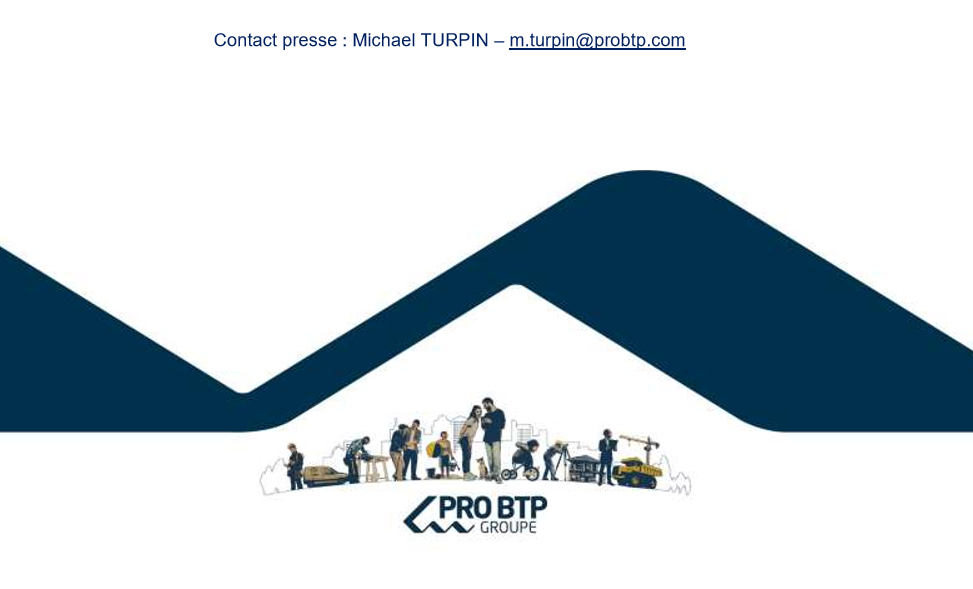 Contact presse : Michael TURPIN – m.turpin@probtp.com
PRO BTP
GROUPE